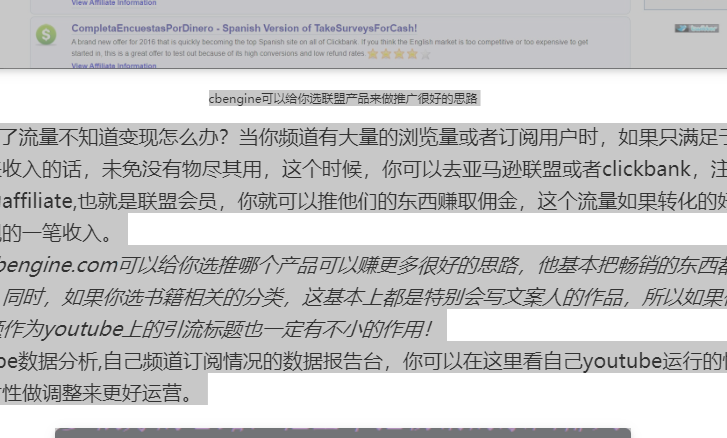 View Affiliate Information
CompletaEncuestasPorDinero - Spanish Version of TakeSurveysForCash!
A brand new offer for 2016 that is quickly becoming the top Spanish site on all of Clickbank. If you think the English market is too competitive or too expensive to get
started in, this is a great offer to test out because of its high conversions and low refund rates.
View Affiliate Information
cbengine可以给你选联盟产品来做推广很好的思路
了流量不知道变现怎么办？当你频道有大量的浏览量或者订阅用户时，如果只满足于
收入的话，未免没有物尽其用，这个时候，你可以去亚马逊联盟或者clickbank，注
affiliate,也就是联盟会员，你就可以推他们的东西赚取佣金，这个流量如果转化的好
的一笔收入。
bengine.com可以给你选推哪个产品可以赚更多很好的思路，他基本把畅销的东西都
同时，如果你选书籍相关的分类，这基本上都是特别会写文案人的作品，所以如果
作为youtube上的引流标题也一定有不小的作用！
be数据分析,自己频道订阅情况的数据报告台，你可以在这里看自己youtube运行的情
性做调整来更好运营。